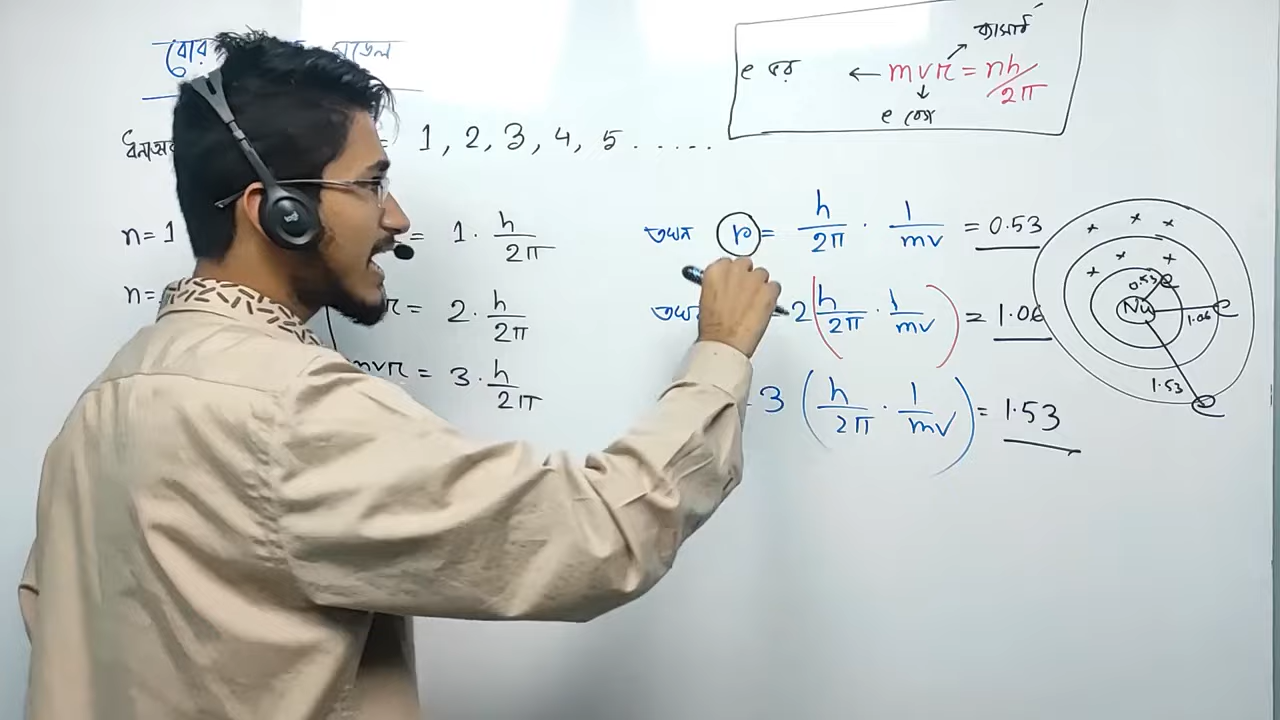 বোর মডেল
e এর ← mvr = nh/2π
ব্যাসার্ধ
e বেগ
= 1, 2, 3, 4, 5 .....
n = 1 = 1 · h/2π
তখন r = h/2π · 1/mv = 0.53
n = r = 2 · h/2π
তখন 2 (h/2π · 1/mv) = 1.06
mvr = 3 · h/2π
3 (h/2π · 1/mv) = 1.53
+ + +
+ + +
+
0.53 e
Nu 1.06 e
1.53 e